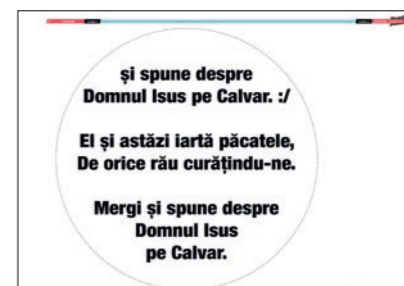 și spune despre
Domnul Isus pe Calvar. :/
El și astăzi iartă păcatele,
De orice rău curățindu-ne.
Mergi și spune despre
Domnul Isus
pe Calvar.